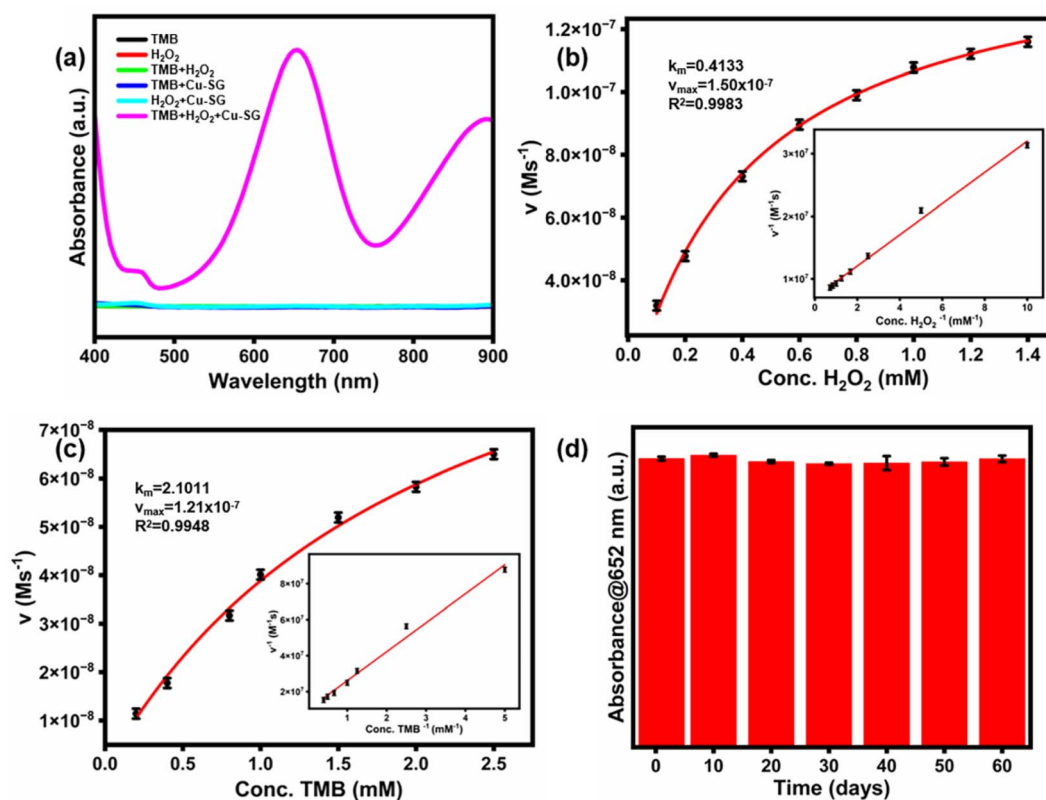 (a)
TMB
H₂O₂
TMB+H₂O₂
TMB+Cu-SG
H₂O₂+Cu-SG
TMB+H₂O₂+Cu-SG
Absorbance (a.u.)
400 500 600 700 800 900
Wavelength (nm)
(b)
1.2×10⁻⁷
1.0×10⁻⁷
8.0×10⁻⁸
6.0×10⁻⁸
4.0×10⁻⁸
v (Ms⁻¹)
kₘ=0.4133
vₘₐₓ=1.50x10⁻⁷
R²=0.9983
3×10⁷
2×10⁷
1×10⁷
v⁻¹ (M⁻¹s)
0 2 4 6 8 10
Conc. H₂O₂ ⁻¹ (mM⁻¹)
0.0 0.2 0.4 0.6 0.8 1.0 1.2 1.4
Conc. H₂O₂ (mM)
(c)
7×10⁻⁸
6×10⁻⁸
5×10⁻⁸
4×10⁻⁸
3×10⁻⁸
2×10⁻⁸
1×10⁻⁸
v (Ms⁻¹)
kₘ=2.1011
vₘₐₓ=1.21x10⁻⁷
R²=0.9948
8×10⁷
6×10⁷
4×10⁷
2×10⁷
v⁻¹ (M⁻¹s)
1 2 3 4 5
Conc. TMB ⁻¹ (mM⁻¹)
0.0 0.5 1.0 1.5 2.0 2.5
Conc. TMB (mM)
(d)
Absorbance@652 nm (a.u.)
0 10 20 30 40 50 60
Time (days)